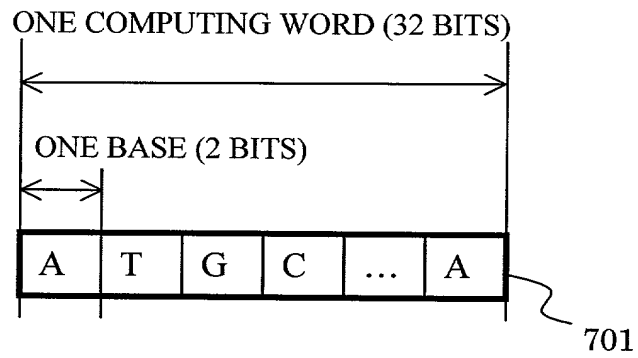 ONE COMPUTING WORD (32 BITS)
ONE BASE (2 BITS)
A T G C ... A
701